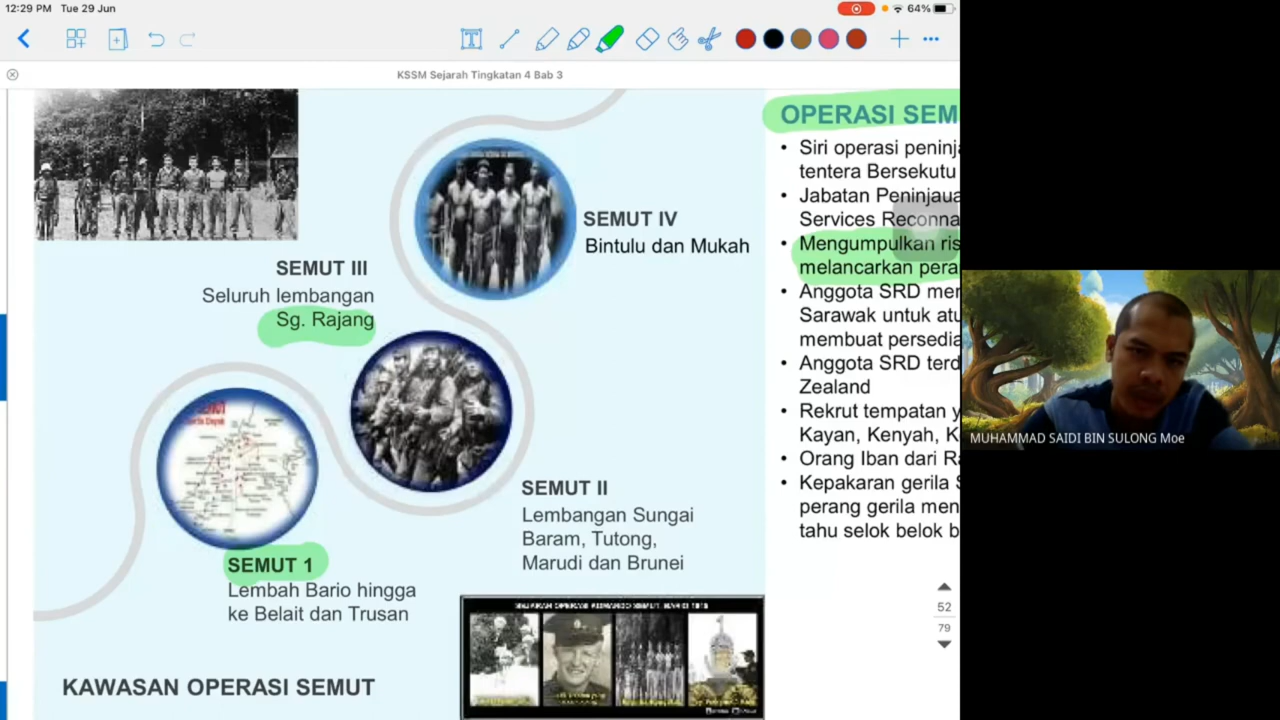 12:29 PM Tue 29 Jun
64%
KSSM Sejarah Tingkatan 4 Bab 3
SEMUT IV
Bintulu dan Mukah
SEMUT III
Seluruh lembangan
Sg. Rajang
SEMUT II
Lembangan Sungai
Baram, Tutong,
Marudi dan Brunei
SEMUT 1
Lembah Bario hingga
ke Belait dan Trusan
KAWASAN OPERASI SEMUT
OPERASI SEM
• Siri operasi peninj
tentera Bersekutu
• Jabatan Peninjaua
Services Reconna
• Mengumpulkan ris
melancarkan pera
• Anggota SRD mer
Sarawak untuk atu
membuat persedia
• Anggota SRD terd
Zealand
• Rekrut tempatan y
Kayan, Kenyah, K
• Orang Iban dari Ra
• Kepakaran gerila S
perang gerila men
tahu selok belok b
52
79
MUHAMMAD SAIDI BIN SULONG Moe